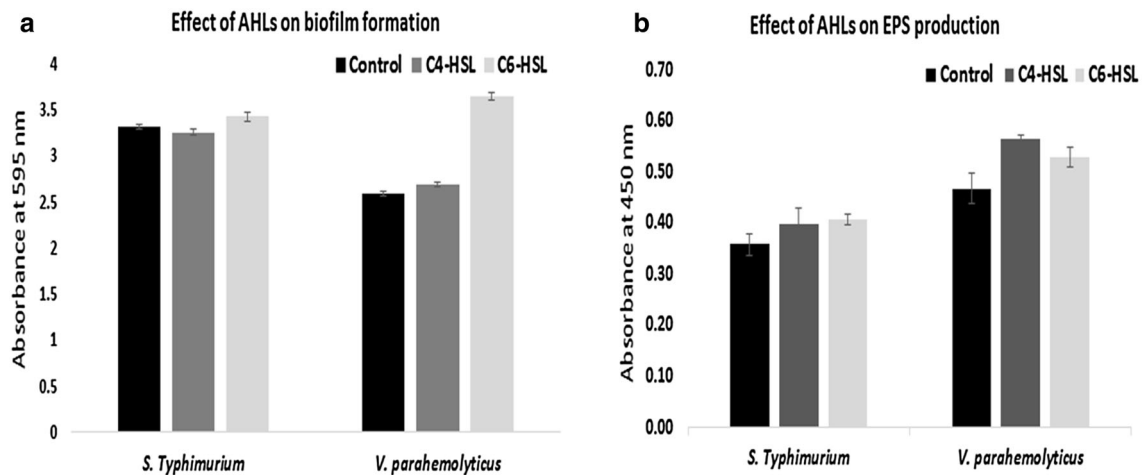 a
Effect of AHLs on biofilm formation
Control C4-HSL C6-HSL
Absorbance at 595 nm
4
3.5
3
2.5
2
1.5
1
0.5
0
S. Typhimurium V. parahemolyticus
b
Effect of AHLs on EPS production
Control C4-HSL C6-HSL
Absorbance at 450 nm
0.70
0.60
0.50
0.40
0.30
0.20
0.10
0.00
S. Typhimurium V. parahemolyticus